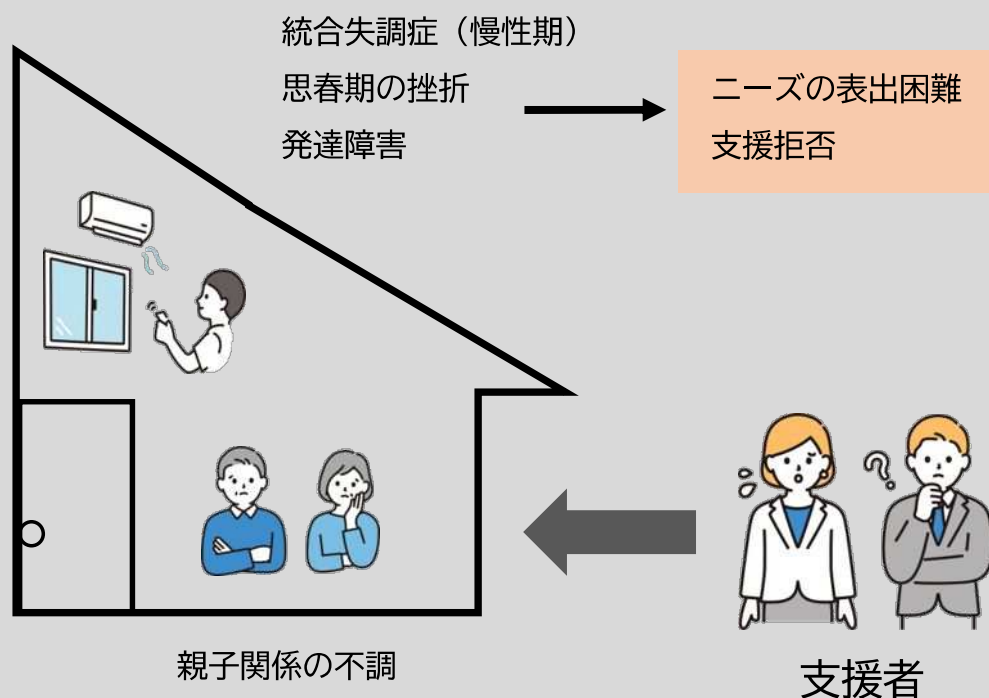 統合失調症（慢性期）
思春期の挫折
発達障害
ニーズの表出困難
支援拒否
親子関係の不調
支援者